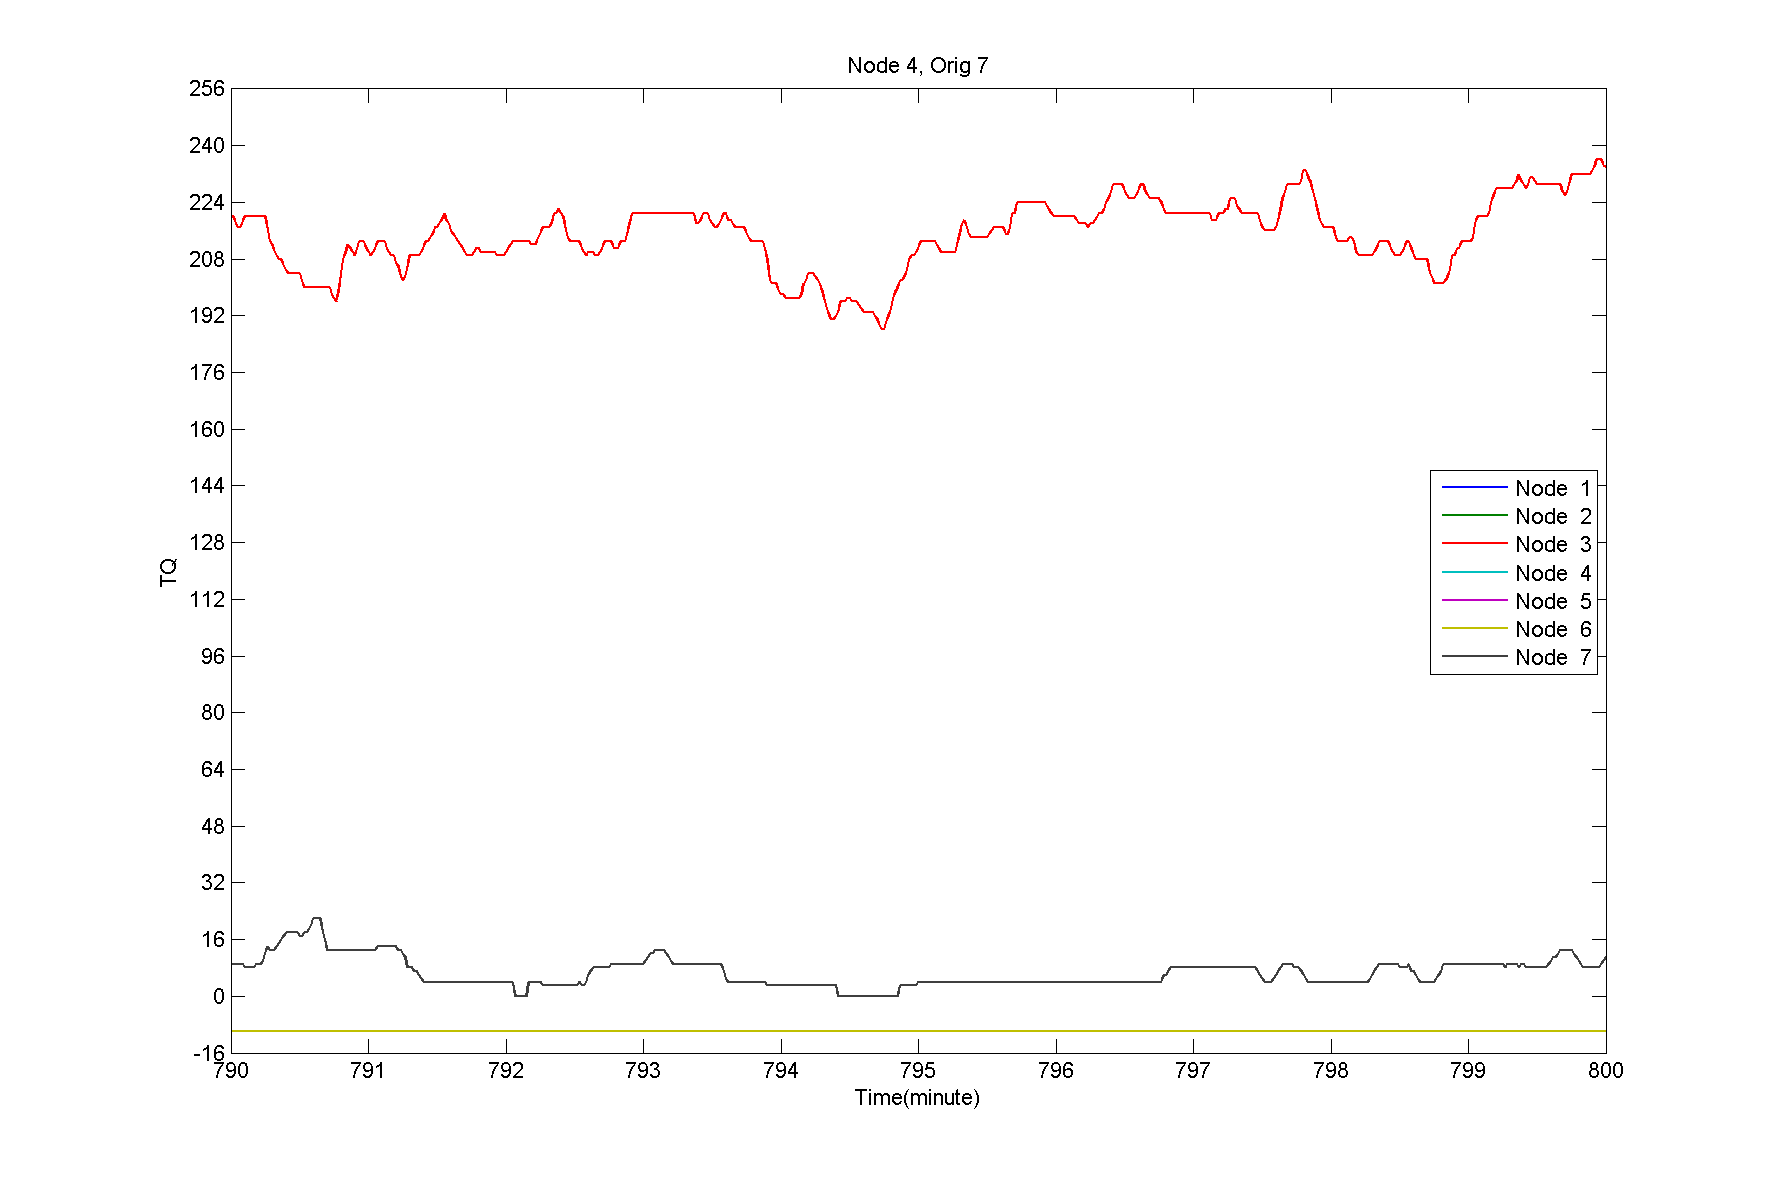 Node 4, Orig 7
256
240
224
208
192
176
160
144
128
112
96
80
64
48
32
16
0
-16
TQ
Node 1
Node 2
Node 3
Node 4
Node 5
Node 6
Node 7
790 791 792 793 794 795 796 797 798 799 800
Time(minute)